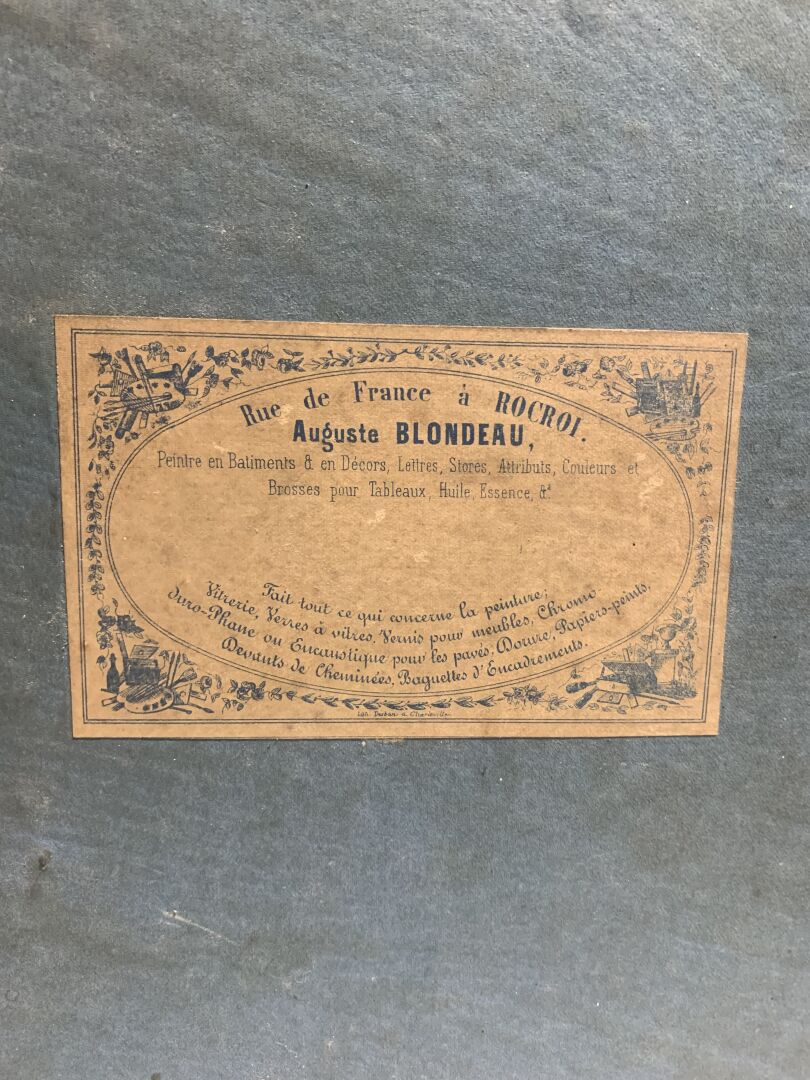 Rue de France à ROCROI.
Auguste BLONDEAU,
Peintre en Batiments & en Décors, Lettres, Stores, Attributs, Couleurs et
Brosses pour Tableaux, Huile, Essence, &ª
Fait tout ce qui concerne la peinture;
Vitrerie, Verres à vitres, Vernis pour meubles, Chromo
duro-Phane ou Encaustique pour les pavés, Dorure, Papiers-peints,
Devants de Cheminées, Baguettes d'Encadrements.
Lith. à Charleville